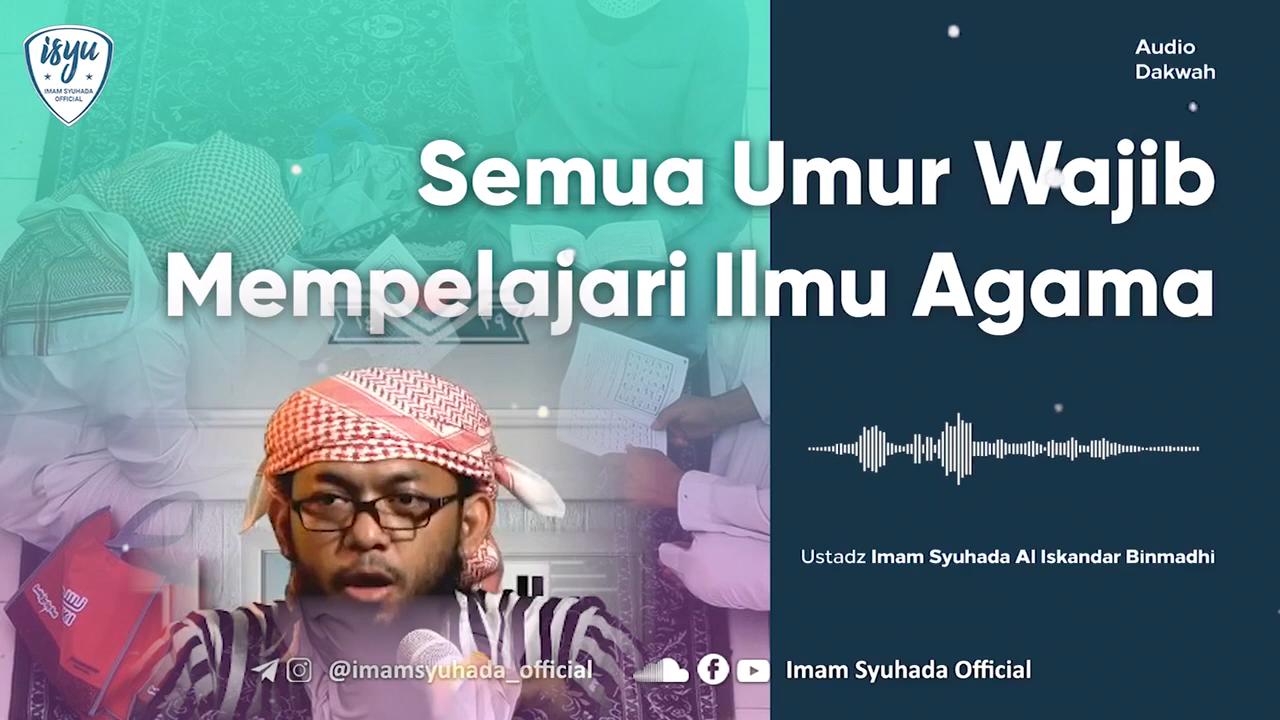 isyu
IMAM SYUHADA
OFFICIAL
Audio
Dakwah
Semua Umur Wajib
Mempelajari Ilmu Agama
Ustadz Imam Syuhada Al Iskandar Binmadhi
@imamsyuhada_official
Imam Syuhada Official